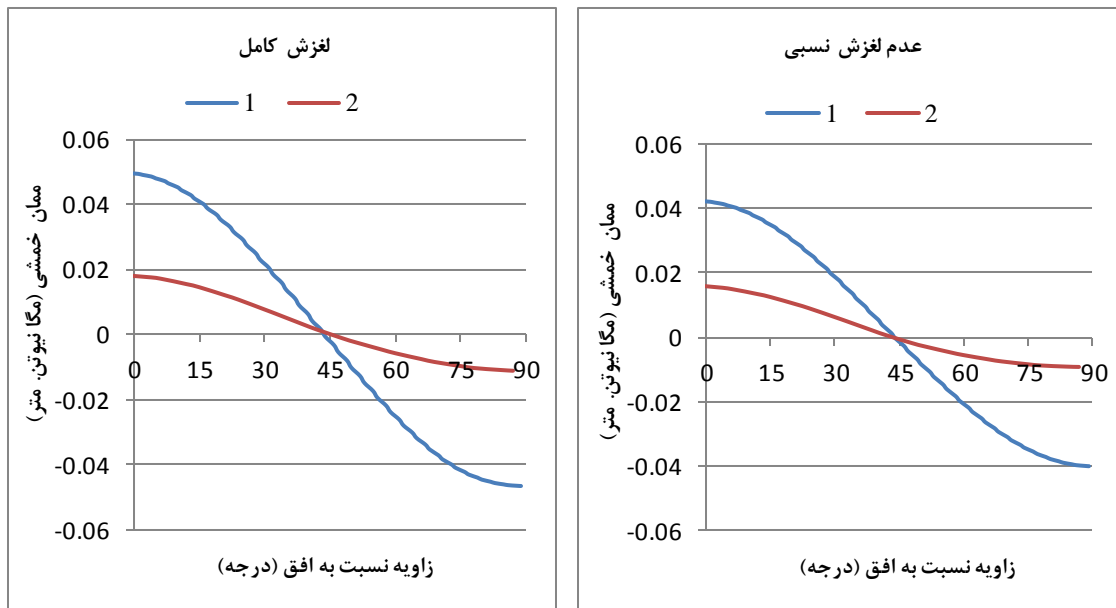 لغزش کامل
1 2
0.06
0.04
0.02
0
-0.02
-0.04
-0.06
0 15 30 45 60 75 90
ممان خمشی (مگا نیوتن. متر)
زاویه نسبت به افق (درجه)
عدم لغزش نسبی
1 2
0.06
0.04
0.02
0
-0.02
-0.04
-0.06
0 15 30 45 60 75 90
ممان خمشی (مگا نیوتن. متر)
زاویه نسبت به افق (درجه)